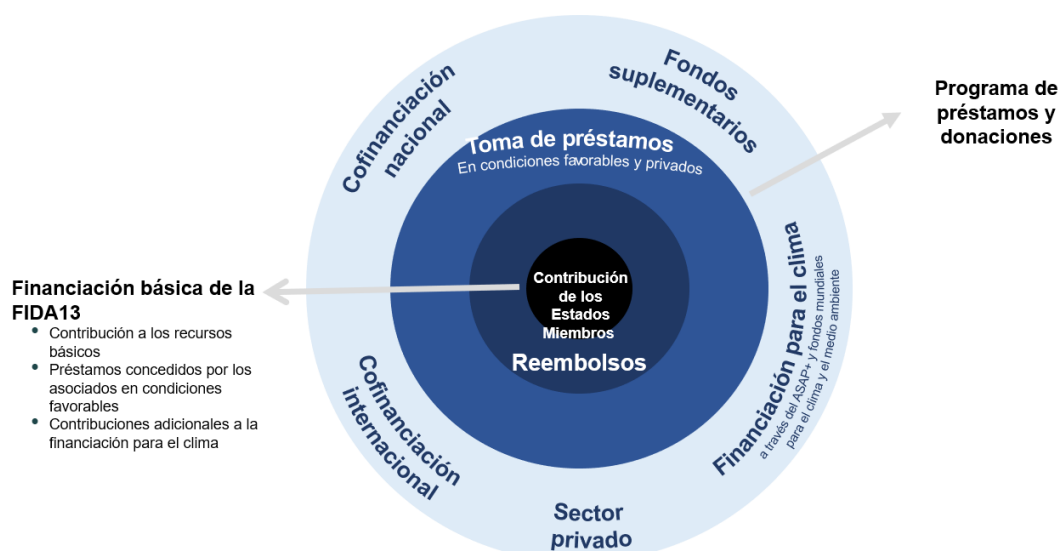 Cofinanciación
nacional
Fondos
suplementarios
Programa de
préstamos y
donaciones
Toma de préstamos
En condiciones favorables y privados
Financiación básica de la
FIDA13
• Contribución a los recursos
básicos
• Préstamos concedidos por los
asociados en condiciones
favorables
• Contribuciones adicionales a la
financiación para el clima
Contribución
de los
Estados
Miembros
Reembolsos
Financiación para el clima
a través del ASAP+ y fondos mundiales
para el clima y el medio ambiente
Cofinanciación
internacional
Sector
privado